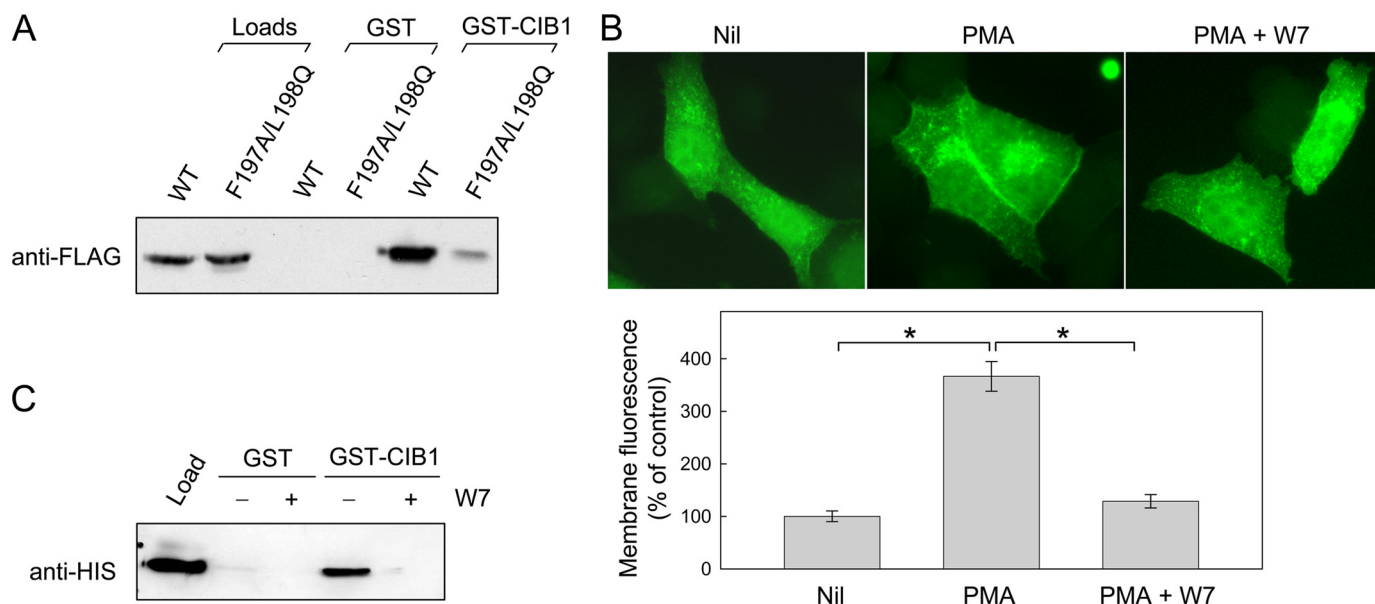 A
Loads GST GST-CIB1
WT F197A/L198Q WT F197A/L198Q WT F197A/L198Q
anti-FLAG
B
Nil PMA PMA + W7
Membrane fluorescence
(% of control)
400
300
200
100
0
* *
Nil PMA PMA + W7
C
Load GST GST-CIB1
– + – + W7
anti-HIS